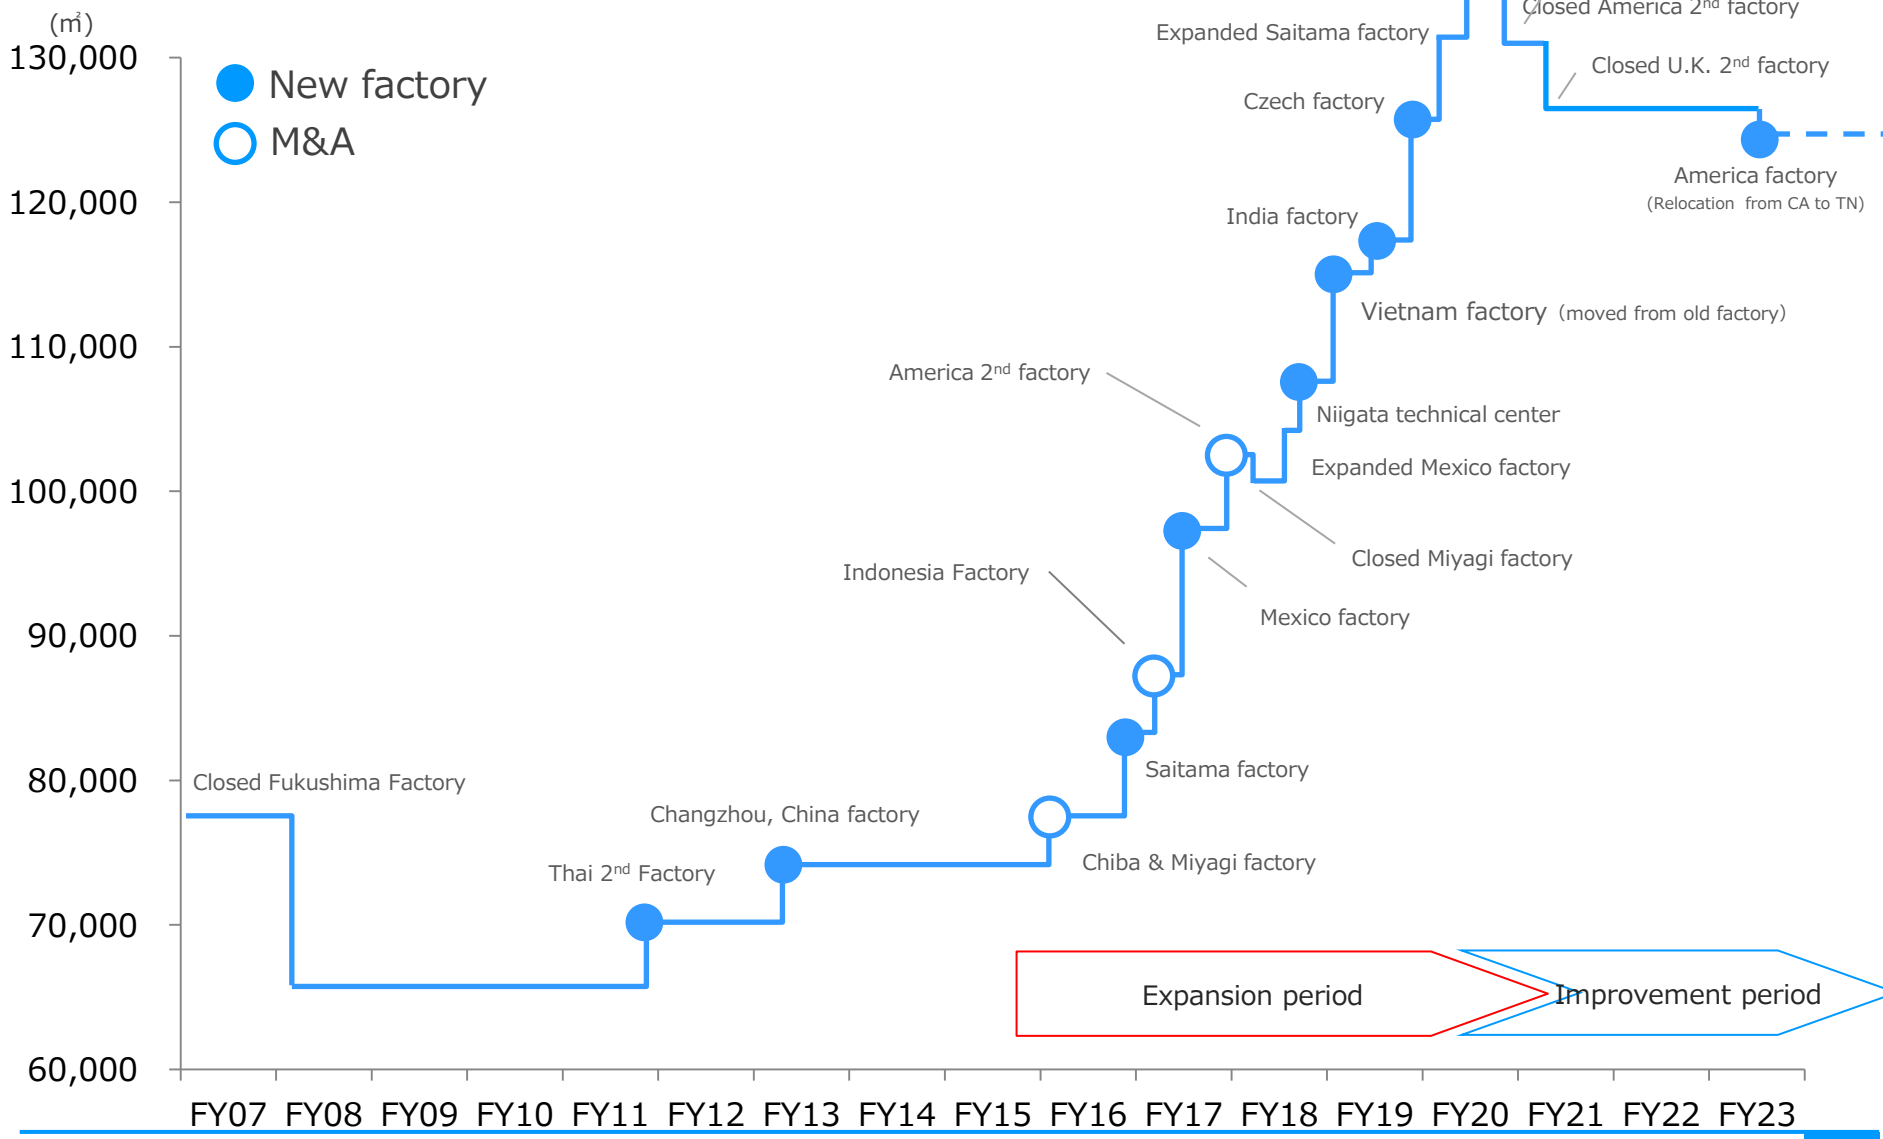 (㎡)
130,000
120,000
110,000
100,000
90,000
80,000
70,000
60,000
New factory
M&A
Closed America 2nd factory
Expanded Saitama factory
Closed U.K. 2nd factory
Czech factory
America factory
(Relocation from CA to TN)
India factory
Vietnam factory (moved from old factory)
America 2nd factory
Niigata technical center
Expanded Mexico factory
Closed Miyagi factory
Indonesia Factory
Mexico factory
Saitama factory
Closed Fukushima Factory
Changzhou, China factory
Chiba & Miyagi factory
Thai 2nd Factory
Expansion period
Improvement period
FY07 FY08 FY09 FY10 FY11 FY12 FY13 FY14 FY15 FY16 FY17 FY18 FY19 FY20 FY21 FY22 FY23